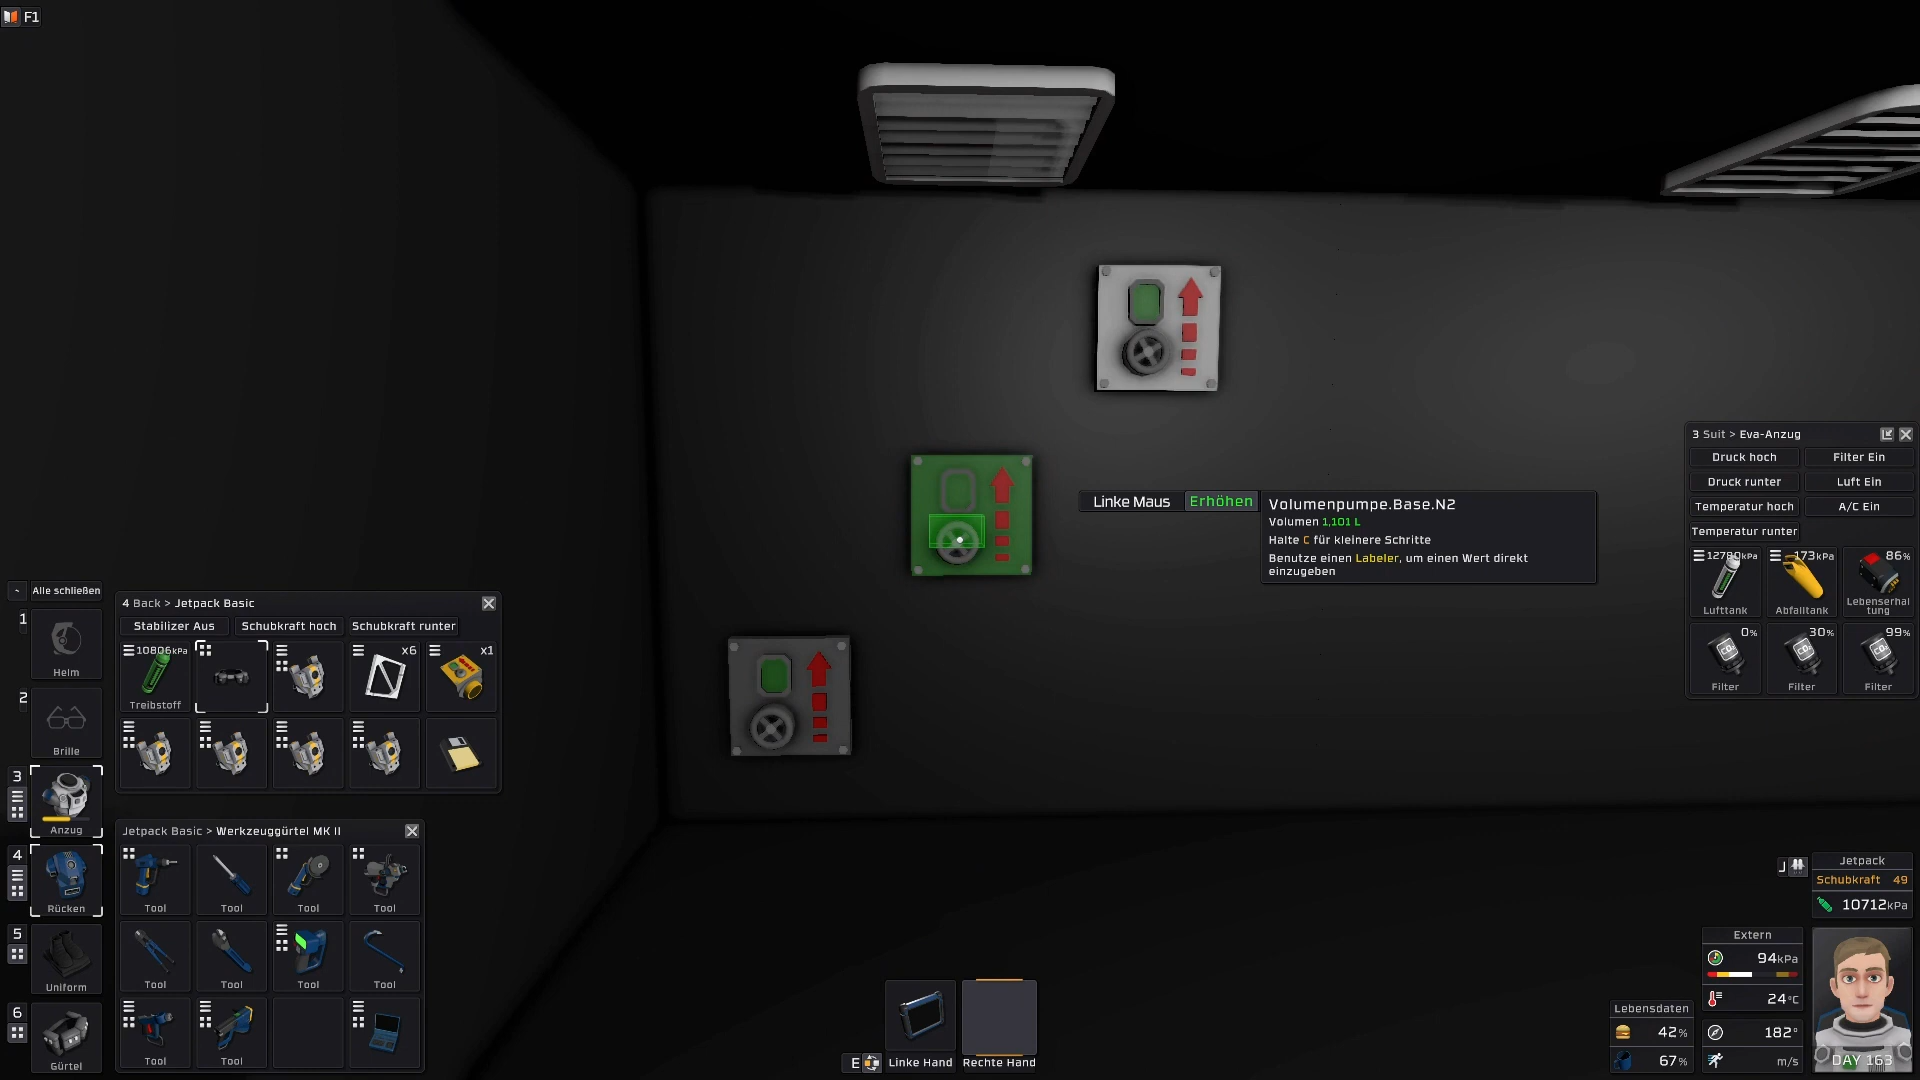 F1
Linke Maus Erhöhen
Volumenpumpe.Base.N2
Volumen 1,101 L
Halte C für kleinere Schritte
Benutze einen Labeler, um einen Wert direkt
einzugeben
3 Suit > Eva-Anzug
Druck hoch Filter Ein
Druck runter Luft Ein
Temperatur hoch A/C Ein
Temperatur runter
12780kPa 173kPa 86%
Lufttank Abfalltank Lebenserhal
tung
0% 30% 99%
Filter Filter Filter
~ Alle schließen
1
Helm
2
Brille
3
Anzug
4
Rücken
5
Uniform
6
Gürtel
4 Back > Jetpack Basic
Stabilizer Aus Schubkraft hoch Schubkraft runter
10806kPa x6 x1
Treibstoff
Jetpack Basic > Werkzeuggürtel MK II
Tool Tool Tool Tool
Tool Tool Tool Tool
Tool Tool
E Linke Hand Rechte Hand
J Jetpack
Schubkraft 49
10712kPa
Extern
94kPa
24°C
182°
m/s
Lebensdaten
42%
67%
DAY 163